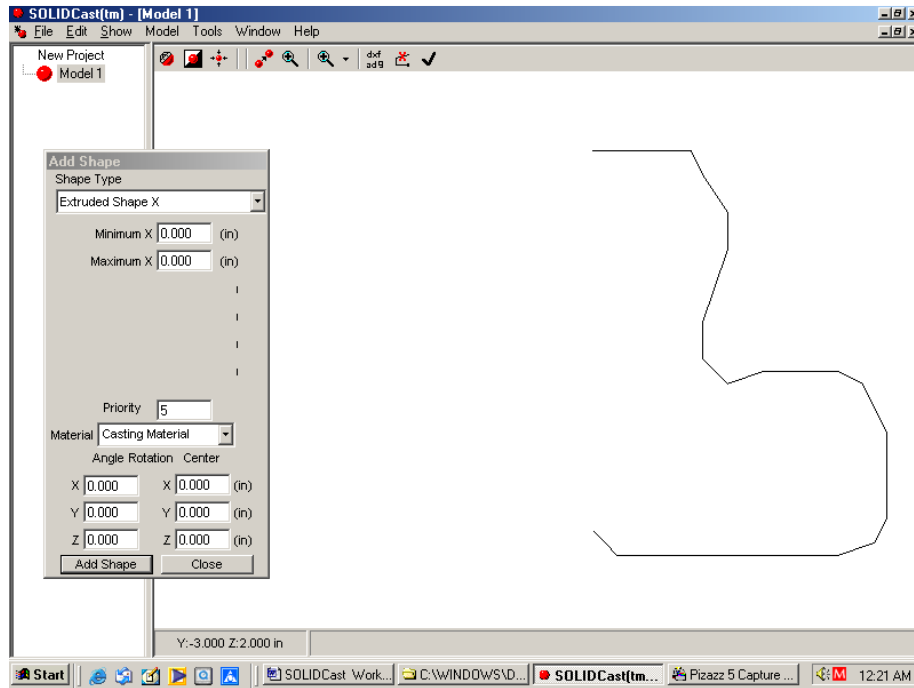 SOLIDCast(tm) - [Model 1]
File Edit Show Model Tools Window Help
New Project
Model 1
dxf
adg
Add Shape
Shape Type
Extruded Shape X
Minimum X 0.000 (in)
Maximum X 0.000 (in)
Priority 5
Material Casting Material
Angle Rotation Center
X 0.000 X 0.000 (in)
Y 0.000 Y 0.000 (in)
Z 0.000 Z 0.000 (in)
Add Shape Close
Y:-3.000 Z:2.000 in
Start SOLIDCast Work... C:\WINDOWS\D... SOLIDCast(tm... Pizazz 5 Capture ... M 12:21 AM